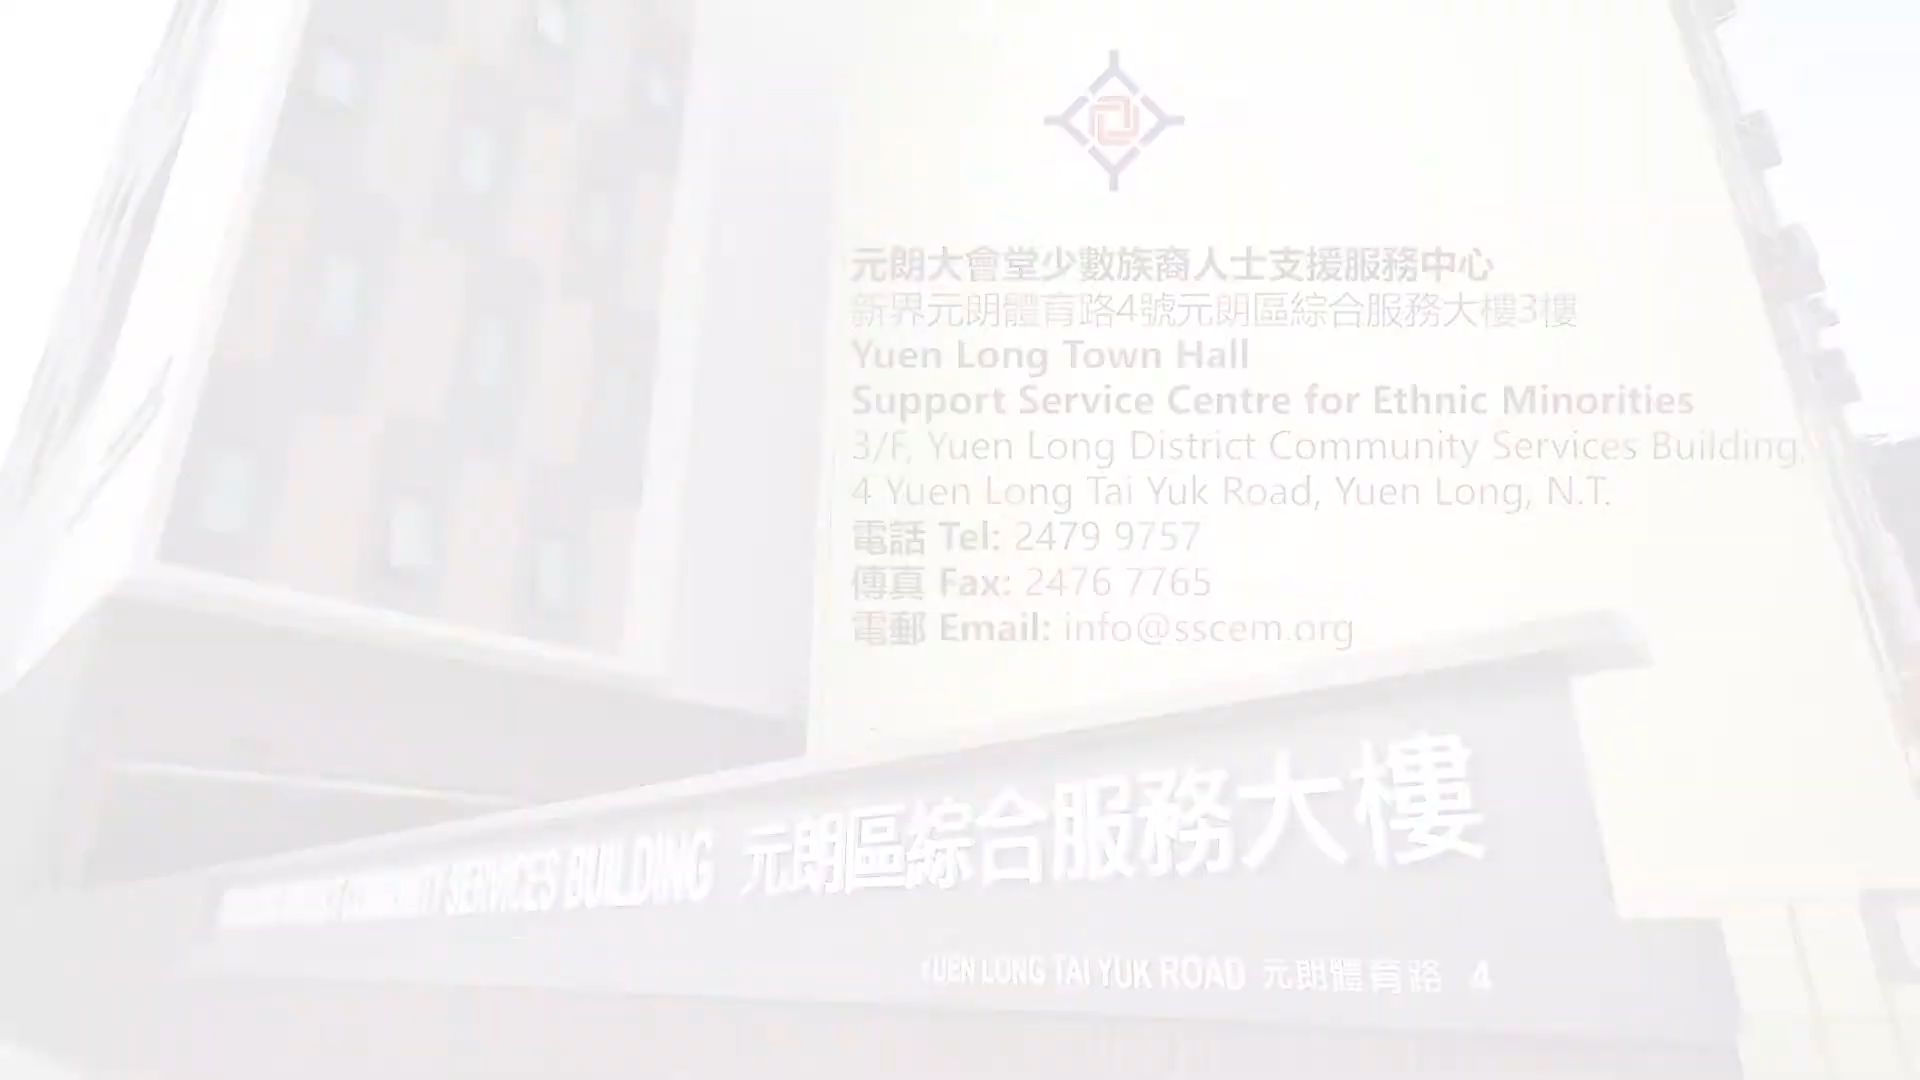 元朗大會堂少數族裔人士支援服務中心
新界元朗體育路4號元朗區綜合服務大樓3樓
Yuen Long Town Hall
Support Service Centre for Ethnic Minorities
3/F, Yuen Long District Community Services Building,
4 Yuen Long Tai Yuk Road, Yuen Long, N.T.
電話 Tel: 2479 9757
傳真 Fax: 2476 7765
電郵 Email: info@sscem.org
COMMUNITY SERVICES BUILDING 元朗區綜合服務大樓
YUEN LONG TAI YUK ROAD 元朗體育路 4